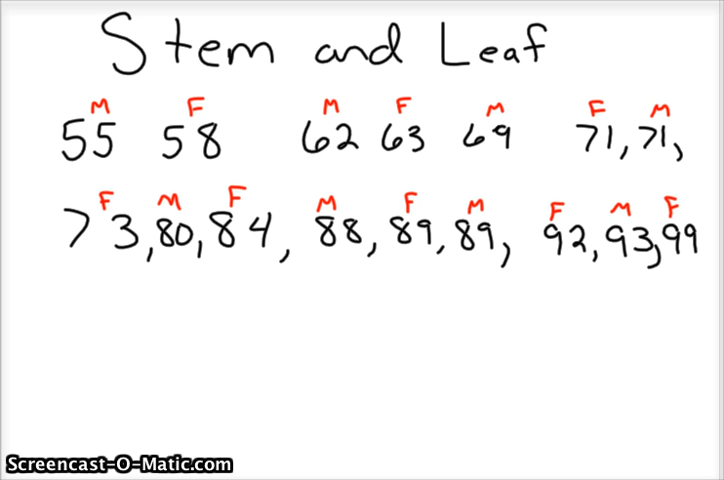 Stem and Leaf
M F M F M F M
55 58 62 63 69 71, 71,
F M F M F M F M F
73, 80, 84, 88, 89, 89, 92, 93, 99
Screencast-O-Matic.com